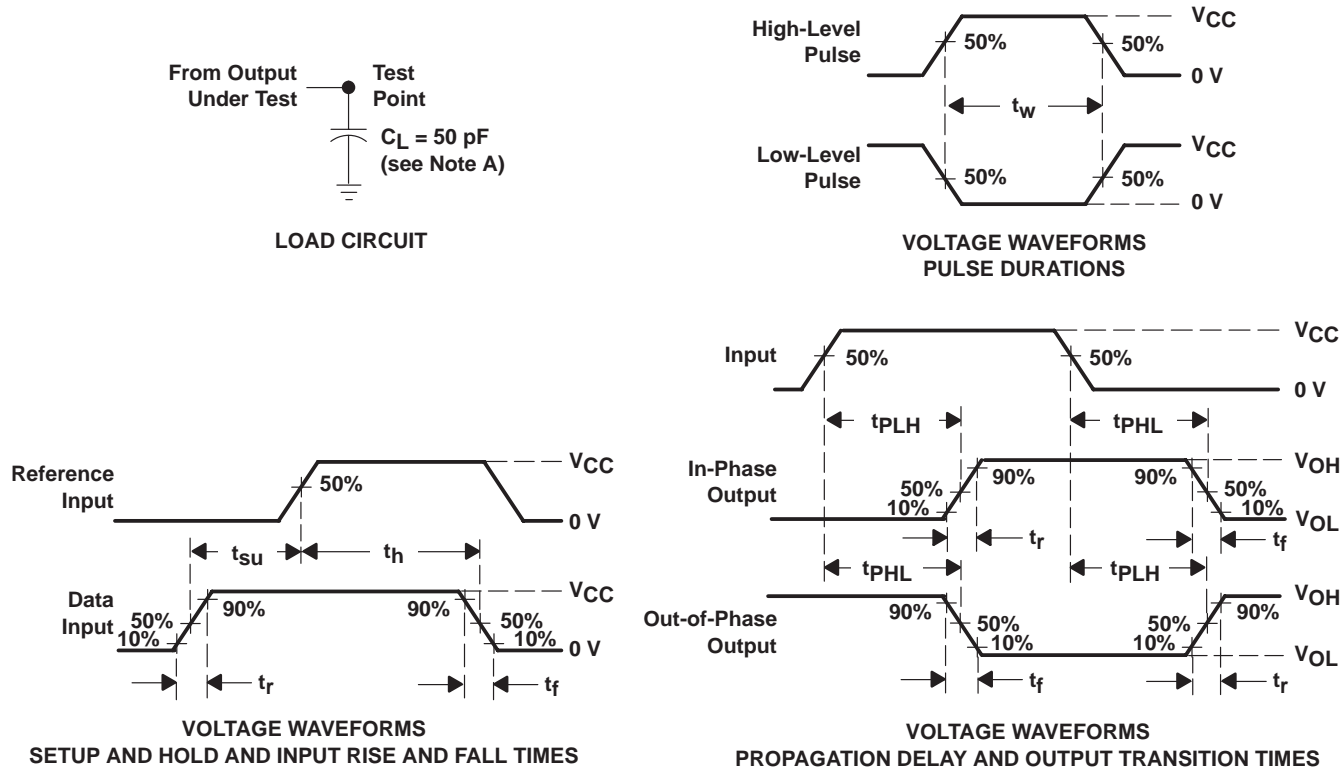 From Output
Under Test
Test
Point
CL = 50 pF
(see Note A)
LOAD CIRCUIT
High-Level
Pulse
50%
50%
VCC
0 V
tw
Low-Level
Pulse
50%
50%
VCC
0 V
VOLTAGE WAVEFORMS
PULSE DURATIONS
Reference
Input
50%
VCC
0 V
tsu
th
Data
Input
50%
10%
90%
90%
50%
10%
VCC
0 V
tr
tf
VOLTAGE WAVEFORMS
SETUP AND HOLD AND INPUT RISE AND FALL TIMES
Input
50%
50%
VCC
0 V
tPLH
tPHL
In-Phase
Output
50%
10%
90%
90%
50%
10%
VOH
VOL
tr
tf
tPHL
tPLH
Out-of-Phase
Output
90%
50%
10%
50%
10%
90%
VOH
VOL
tf
tr
VOLTAGE WAVEFORMS
PROPAGATION DELAY AND OUTPUT TRANSITION TIMES